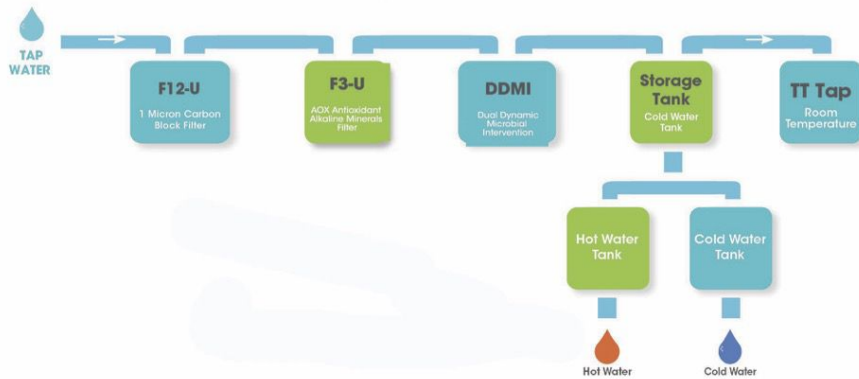 TAP
WATER
F12-U
1 Micron Carbon
Block Filter
F3-U
AOX Antioxidant
Alkaline Minerals
Filter
DDMI
Dual Dynamic
Microbial
Intervention
Storage
Tank
Cold Water
Tank
TT Tap
Room
Temperature
Hot Water
Tank
Cold Water
Tank
Hot Water
Cold Water